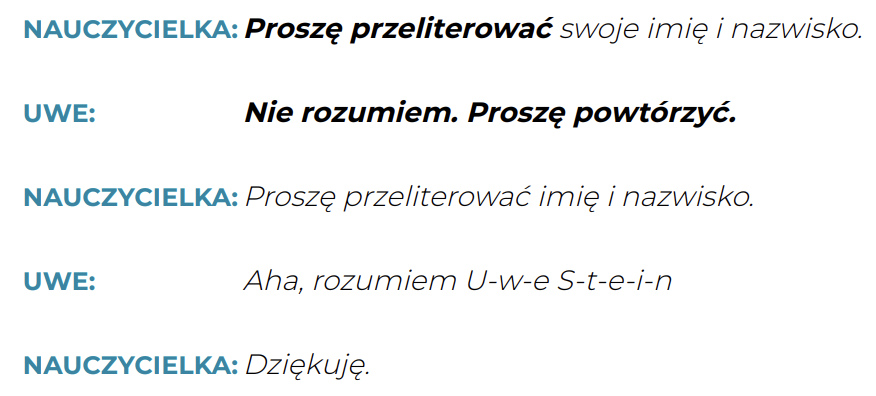 NAUCZYCIELKA: Proszę przeliterować swoje imię i nazwisko.
UWE: Nie rozumiem. Proszę powtórzyć.
NAUCZYCIELKA: Proszę przeliterować imię i nazwisko.
UWE: Aha, rozumiem U-w-e S-t-e-i-n
NAUCZYCIELKA: Dziękuję.